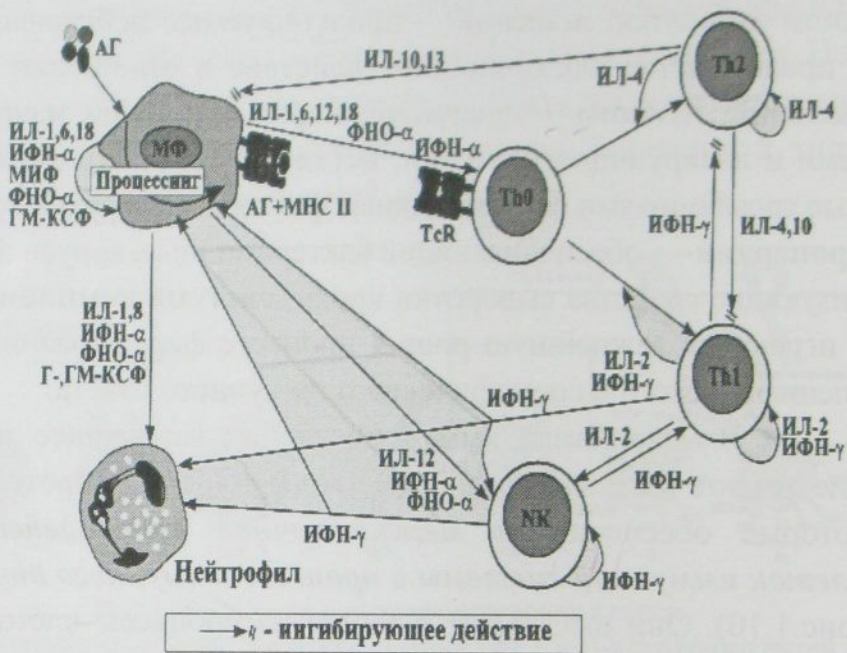 АГ
ИЛ-10,13
ИЛ-4
Th2
ИЛ-4
ИЛ-1,6,12,18
ФНО-α
ИЛ-1,6,18
ИФН-α
МИФ
ФНО-α
ГМ-КСФ
МФ
Процессинг
АГ+МНС II
ИФН-α
TcR
Th0
ИФН-γ
ИЛ-4,10
ИЛ-1,8
ИФН-α
ФНО-α
Г-,ГМ-КСФ
ИЛ-2
ИФН-γ
Th1
ИФН-γ
ИЛ-2
ИФН-γ
ИЛ-2
ИФН-γ
ИЛ-12
ИФН-α
ФНО-α
NK
ИФН-γ
ИФН-γ
Нейтрофил
- ингибирующее действие